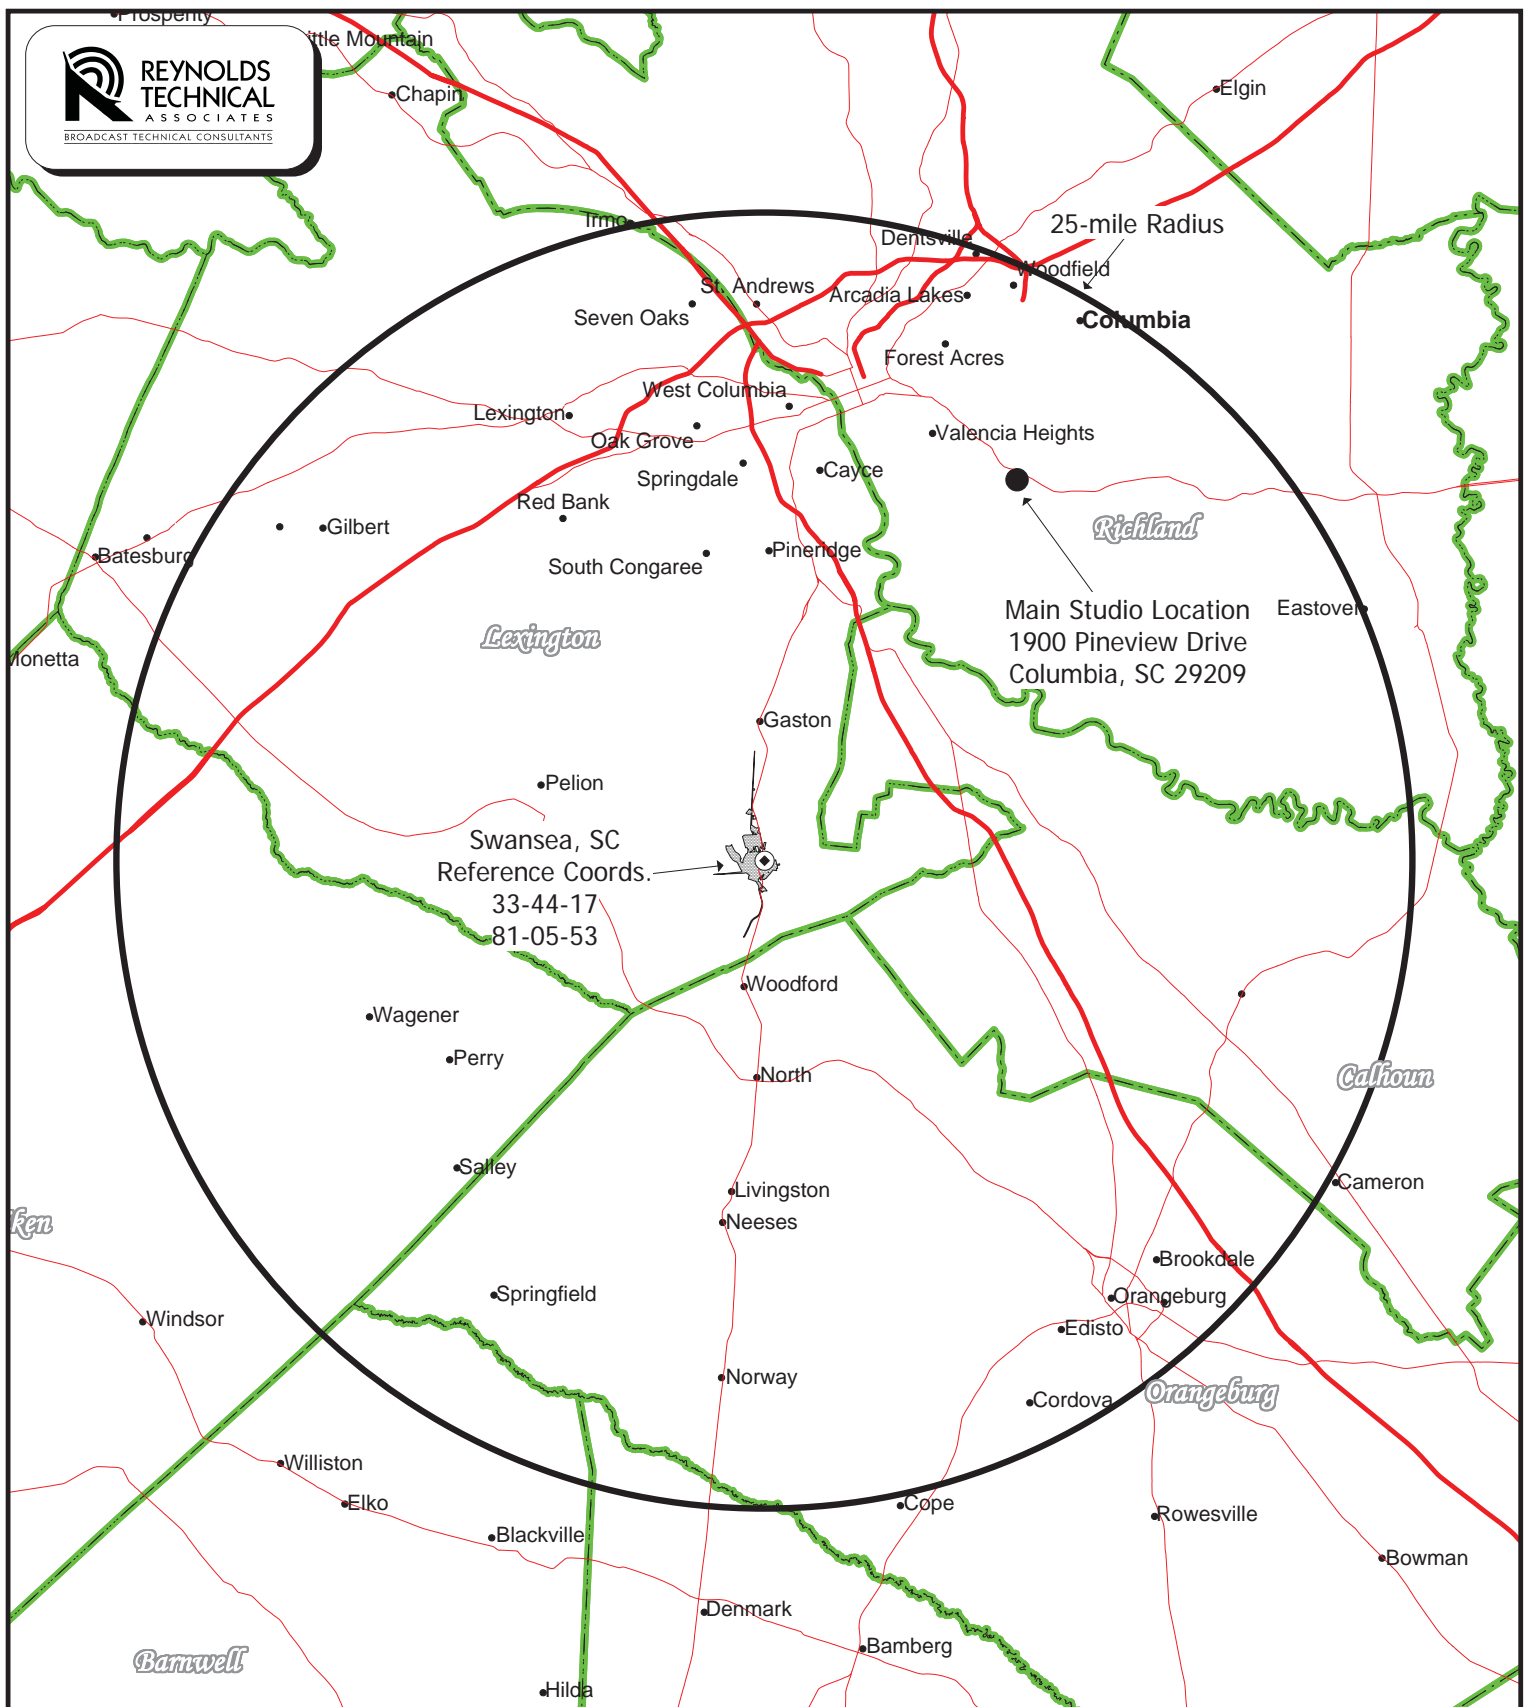 Prosperity
ittle Mountain
REYNOLDS
TECHNICAL
ASSOCIATES
BROADCAST TECHNICAL CONSULTANTS
Chapin
Elgin
Irmo
25-mile Radius
Dentsville
Woodfield
St. Andrews
Arcadia Lakes
Seven Oaks
Columbia
Forest Acres
West Columbia
Lexington
Oak Grove
Valencia Heights
Springdale
Cayce
Red Bank
Gilbert
Richland
Batesburg
Pineridge
South Congaree
Main Studio Location
1900 Pineview Drive
Columbia, SC 29209
Eastover
Lexington
Monetta
Gaston
Pelion
Swansea, SC
Reference Coords.
33-44-17
81-05-53
Woodford
Wagener
Perry
North
Calhoun
Salley
Livingston
Cameron
Neeses
ken
Brookdale
Springfield
Orangeburg
Windsor
Edisto
Norway
Orangeburg
Cordova
Williston
Elko
Cope
Rowesville
Blackville
Bowman
Denmark
Bamberg
Barnwell
Hilda